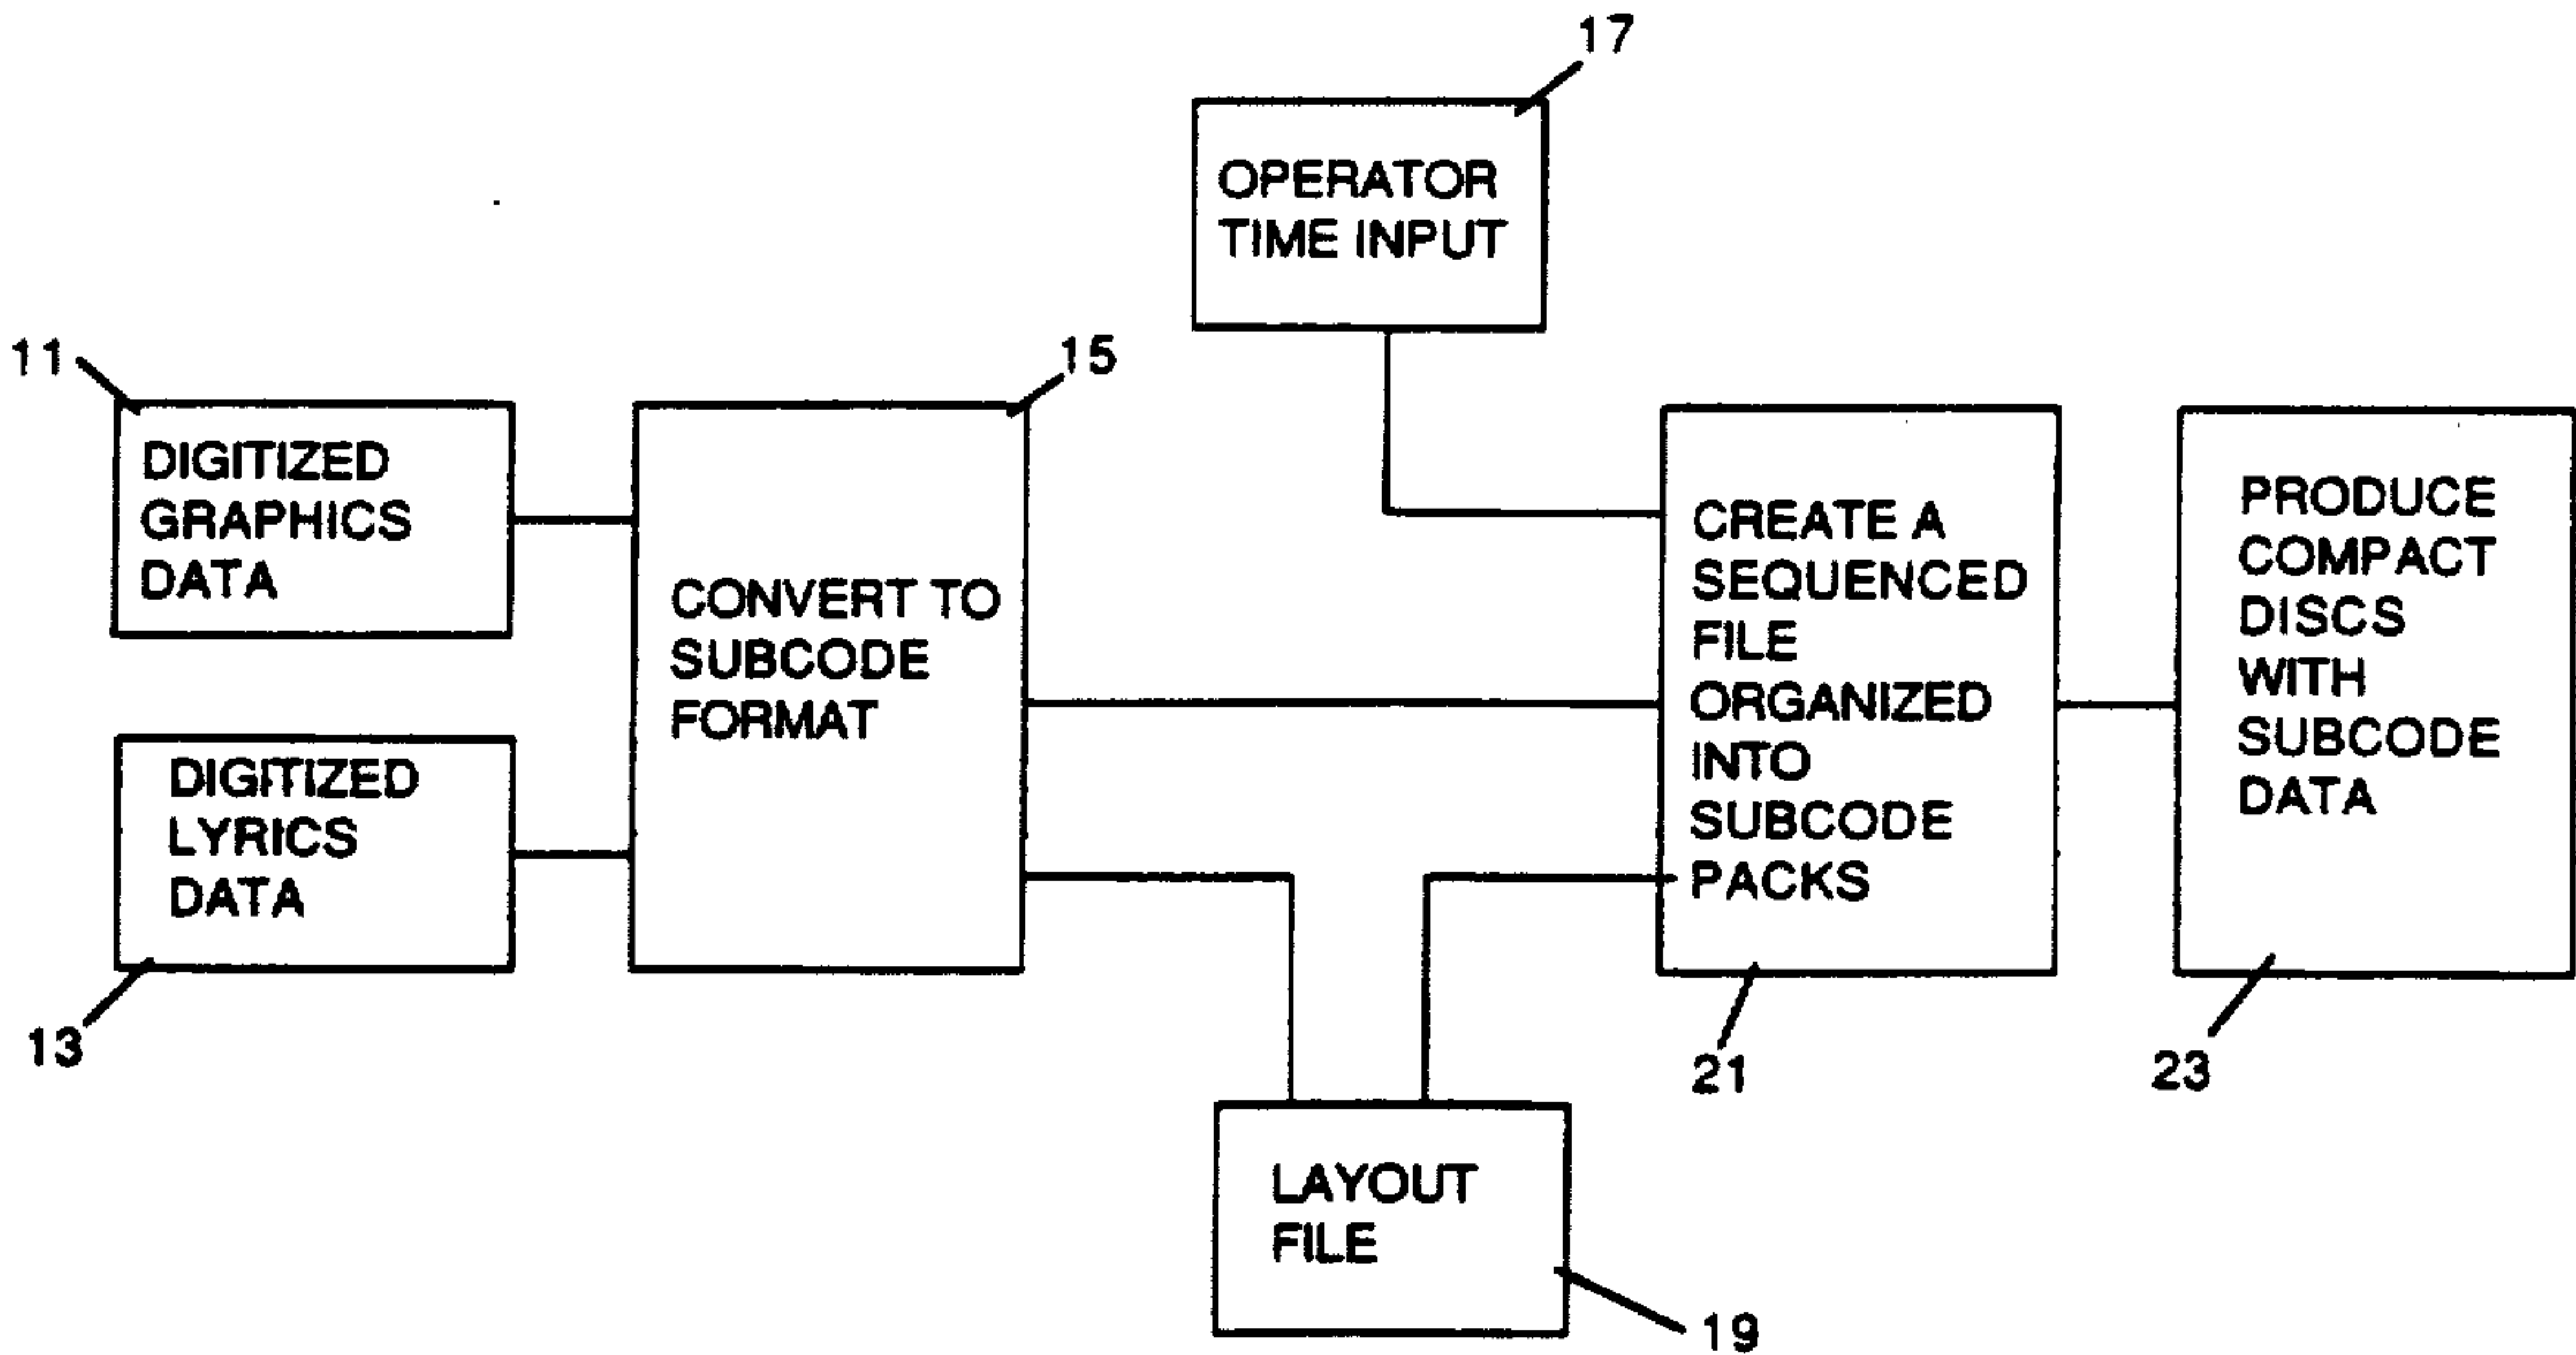 17
OPERATOR
TIME INPUT
11
15
DIGITIZED
GRAPHICS
DATA
CONVERT TO
SUBCODE
FORMAT
DIGITIZED
LYRICS
DATA
13
CREATE A
SEQUENCED
FILE
ORGANIZED
INTO
SUBCODE
PACKS
21
PRODUCE
COMPACT
DISCS
WITH
SUBCODE
DATA
23
LAYOUT
FILE
19